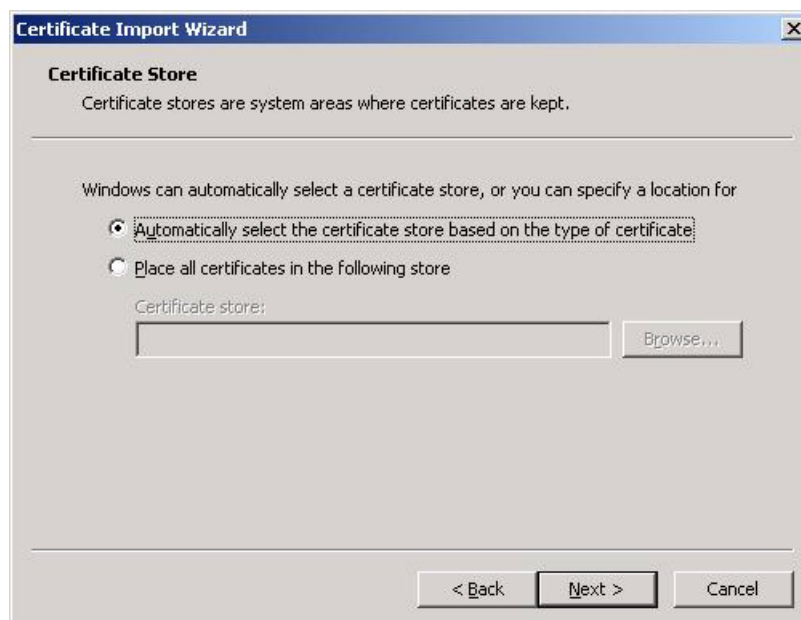 Certificate Import Wizard
Certificate Store
Certificate stores are system areas where certificates are kept.
Windows can automatically select a certificate store, or you can specify a location for
Automatically select the certificate store based on the type of certificate
Place all certificates in the following store
Certificate store:
Browse...
< Back
Next >
Cancel